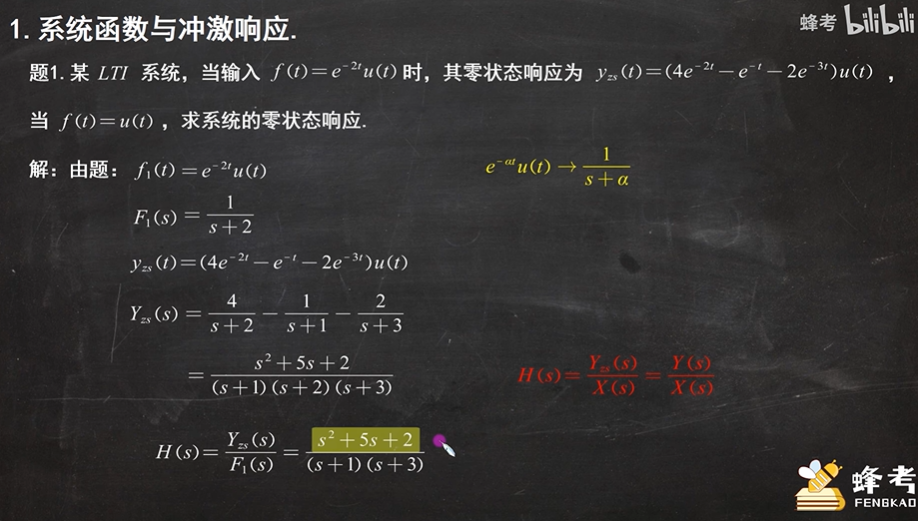 1. 系统函数与冲激响应.
蜂考 bilibili
题1. 某 LTI 系统，当输入 f(t)=e^{-2t}u(t) 时，其零状态响应为 y_{zs}(t)=(4e^{-2t}-e^{-t}-2e^{-3t})u(t)，
当 f(t)=u(t)，求系统的零状态响应.
解：由题： f_1(t)=e^{-2t}u(t)
e^{-αt}u(t)→\frac{1}{s+α}
F_1(s)=\frac{1}{s+2}
y_{zs}(t)=(4e^{-2t}-e^{-t}-2e^{-3t})u(t)
Y_{zs}(s)=\frac{4}{s+2}-\frac{1}{s+1}-\frac{2}{s+3}
=\frac{s^2+5s+2}{(s+1)(s+2)(s+3)}
H(s)=\frac{Y_{zs}(s)}{X(s)}=\frac{Y(s)}{X(s)}
H(s)=\frac{Y_{zs}(s)}{F_1(s)}=\frac{s^2+5s+2}{(s+1)(s+3)}
蜂考
FENGKAO